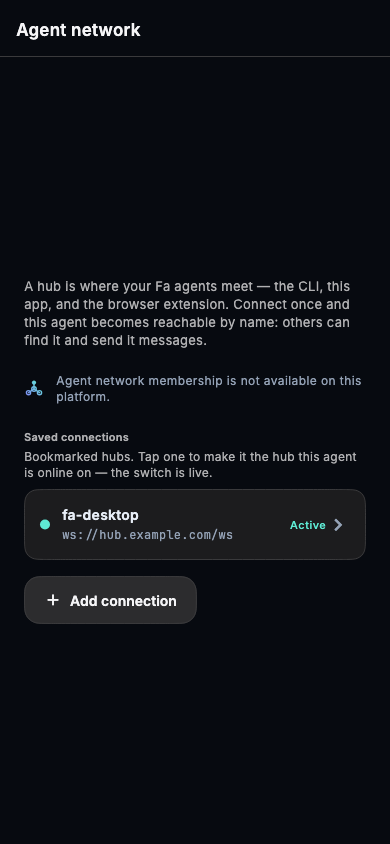 Agent network
A hub is where your Fa agents meet — the CLI, this
app, and the browser extension. Connect once and
this agent becomes reachable by name: others can
find it and send it messages.
Agent network membership is not available on this
platform.
Saved connections
Bookmarked hubs. Tap one to make it the hub this agent
is online on — the switch is live.
fa-desktop
ws://hub.example.com/ws
Active
Add connection